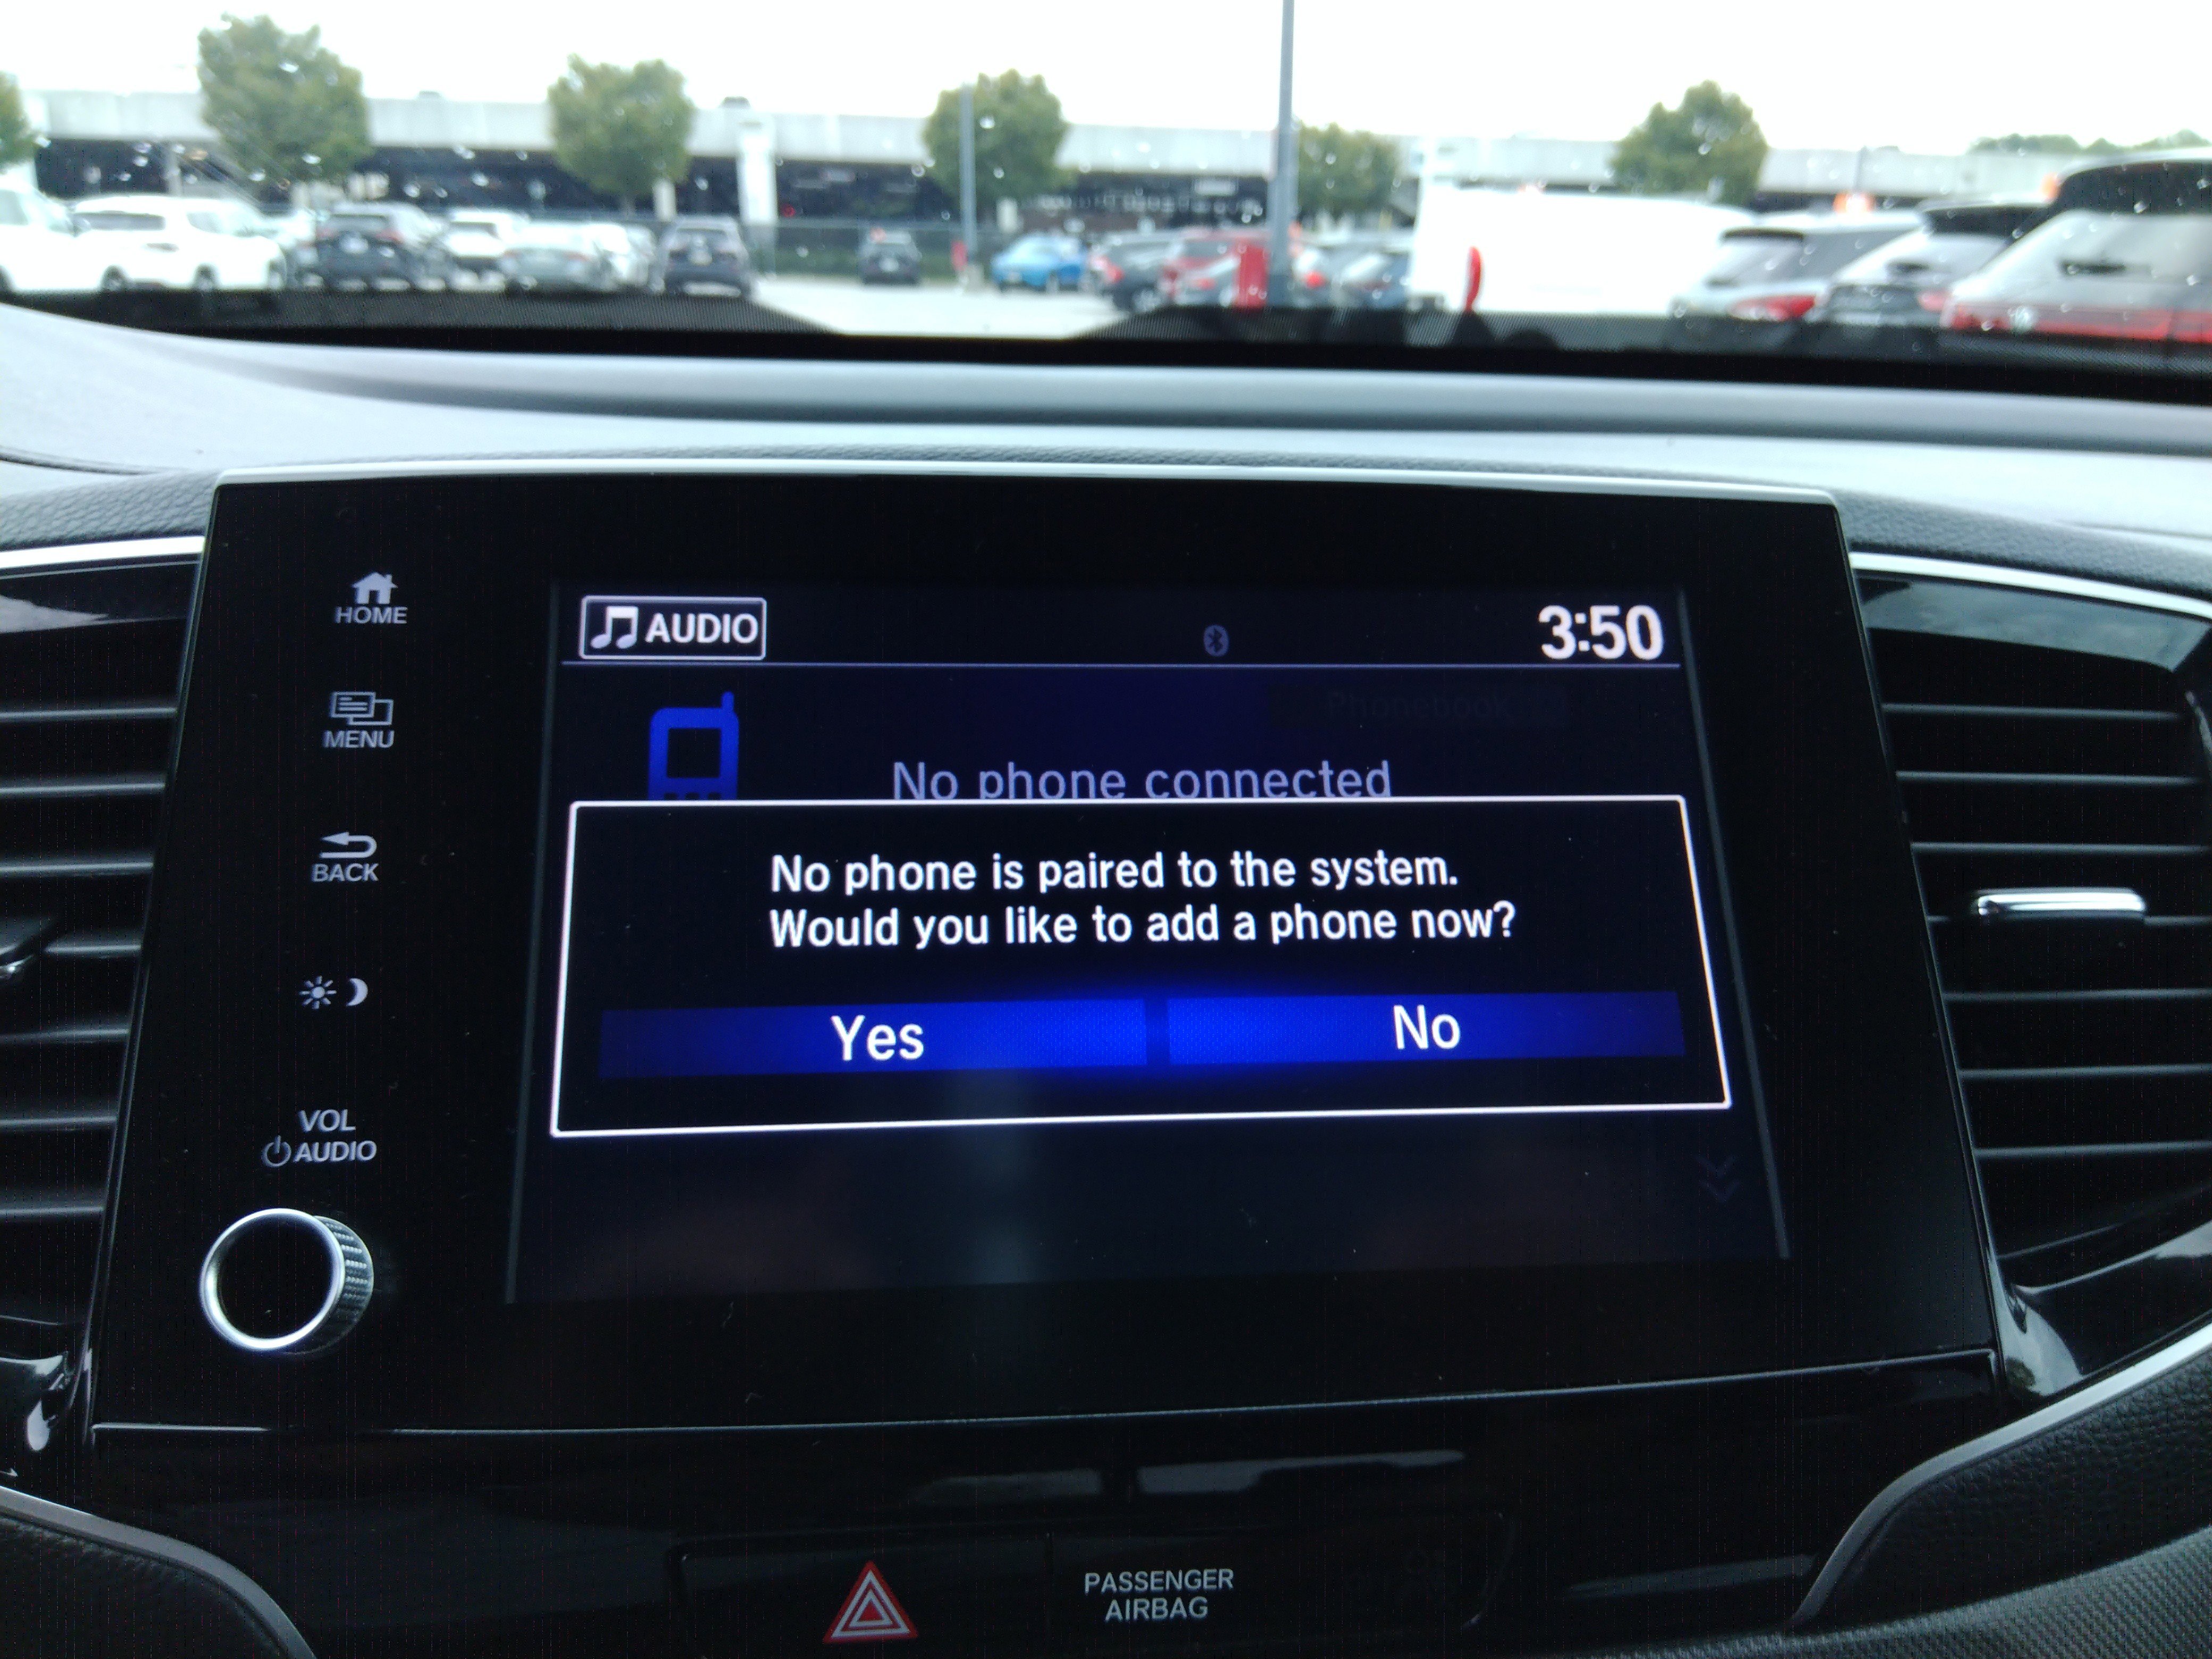 HOME
MENU
BACK
VOL
AUDIO
AUDIO
3:50
Phonebook
No phone connected
No phone is paired to the system.
Would you like to add a phone now?
Yes
No
PASSENGER
AIRBAG